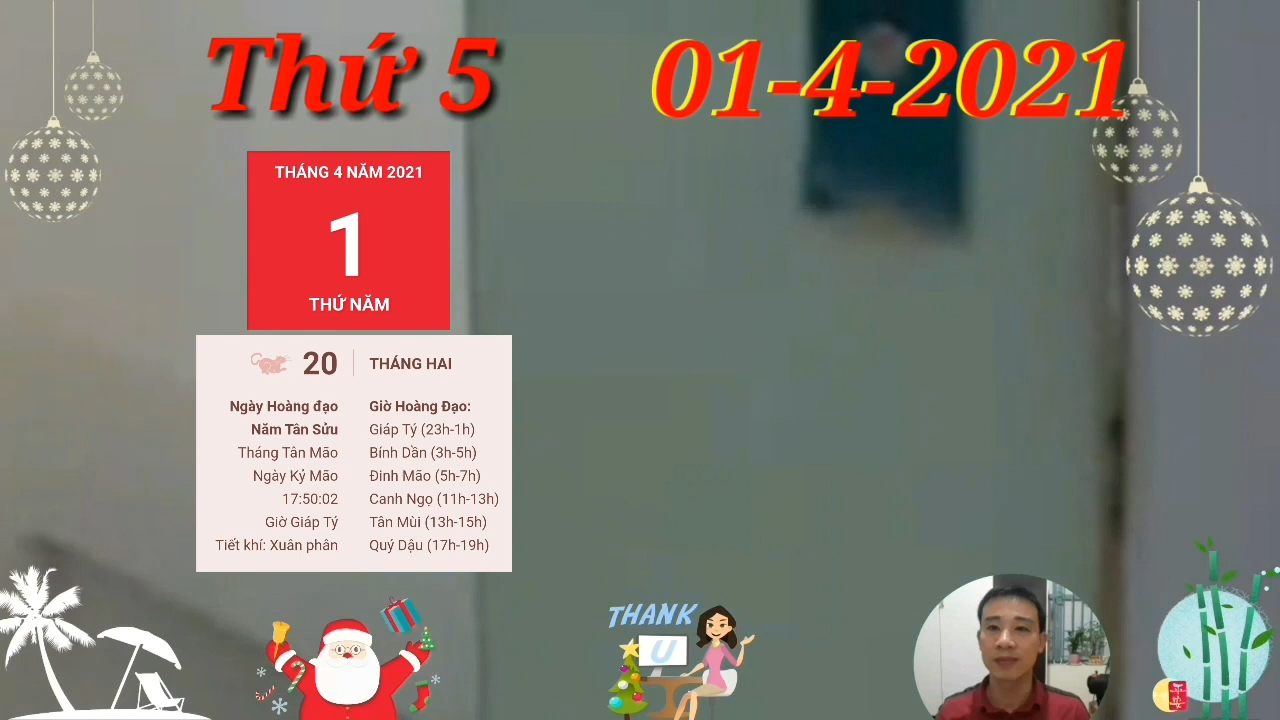 Thứ 5 01-4-2021
THÁNG 4 NĂM 2021
1
THỨ NĂM
20 THÁNG HAI
Ngày Hoàng đạo Giờ Hoàng Đạo:
Năm Tân Sửu Giáp Tý (23h-1h)
Tháng Tân Mão Bính Dần (3h-5h)
Ngày Kỷ Mão Đinh Mão (5h-7h)
17:50:02 Canh Ngọ (11h-13h)
Giờ Giáp Tý Tân Mùi (13h-15h)
Tiết khí: Xuân phân Quý Dậu (17h-19h)
THANK
U